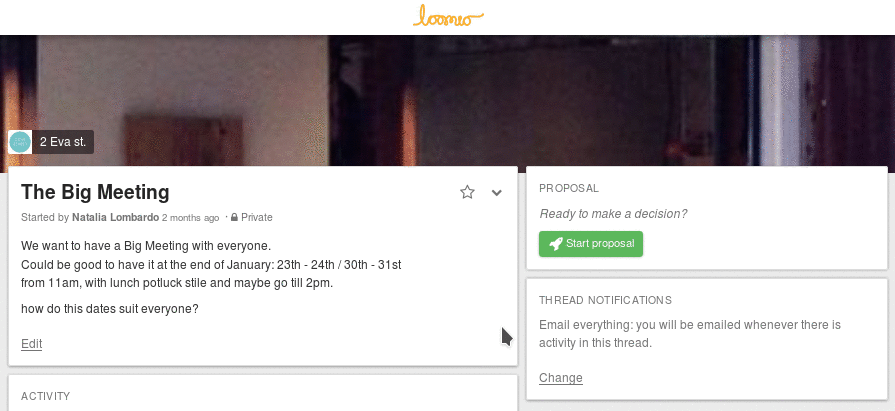 loomio
2 Eva st.
The Big Meeting
Started by Natalia Lombardo 2 months ago · Private
We want to have a Big Meeting with everyone.
Could be good to have it at the end of January: 23th - 24th / 30th - 31st
from 11am, with lunch potluck stile and maybe go till 2pm.
how do this dates suit everyone?
Edit
ACTIVITY
PROPOSAL
Ready to make a decision?
Start proposal
THREAD NOTIFICATIONS
Email everything: you will be emailed whenever there is
activity in this thread.
Change